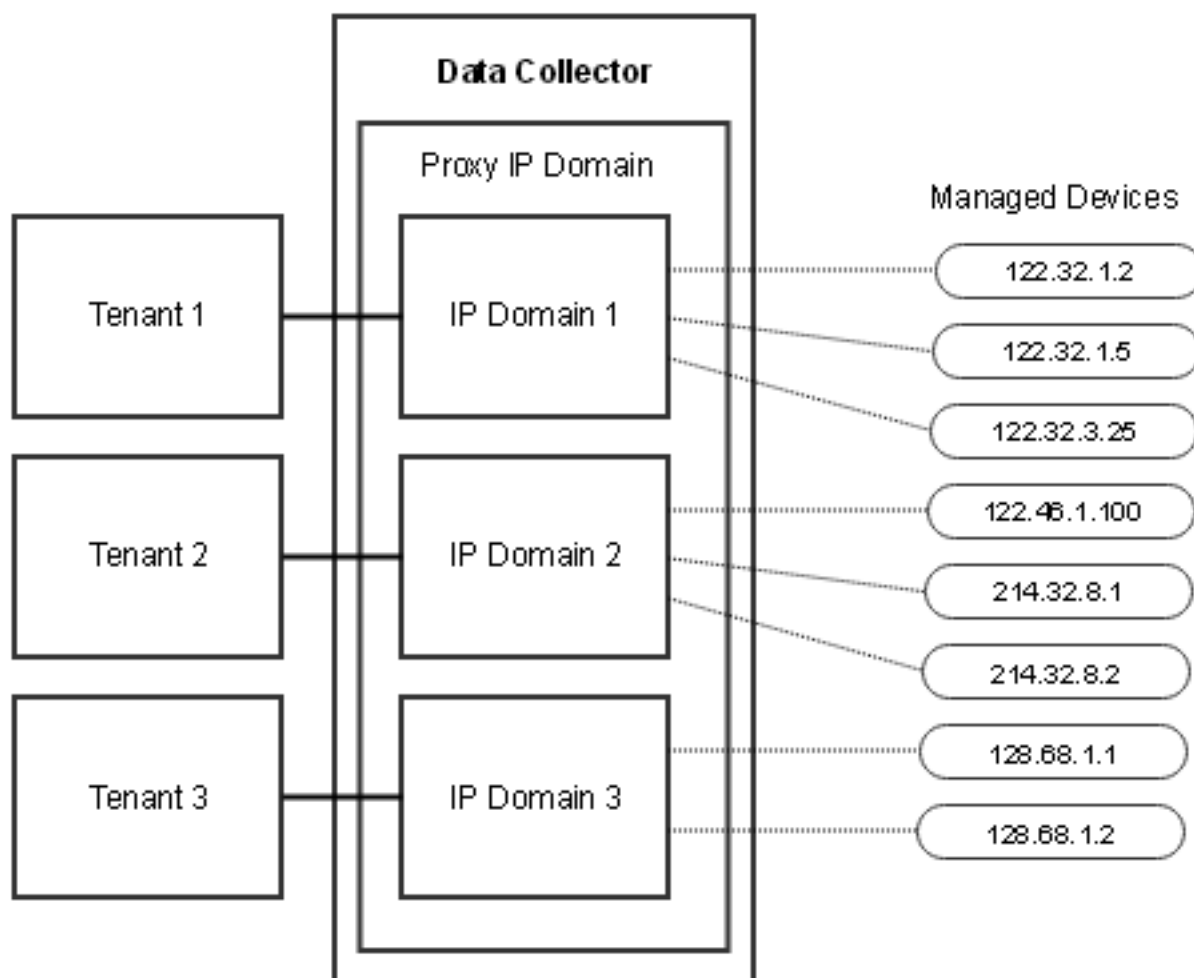 Data Collector
Proxy IP Domain
Managed Devices
Tenant 1
IP Domain 1
122.32.1.2
122.32.1.5
122.32.3.25
Tenant 2
IP Domain 2
122.46.1.100
214.32.8.1
214.32.8.2
Tenant 3
IP Domain 3
128.68.1.1
128.68.1.2